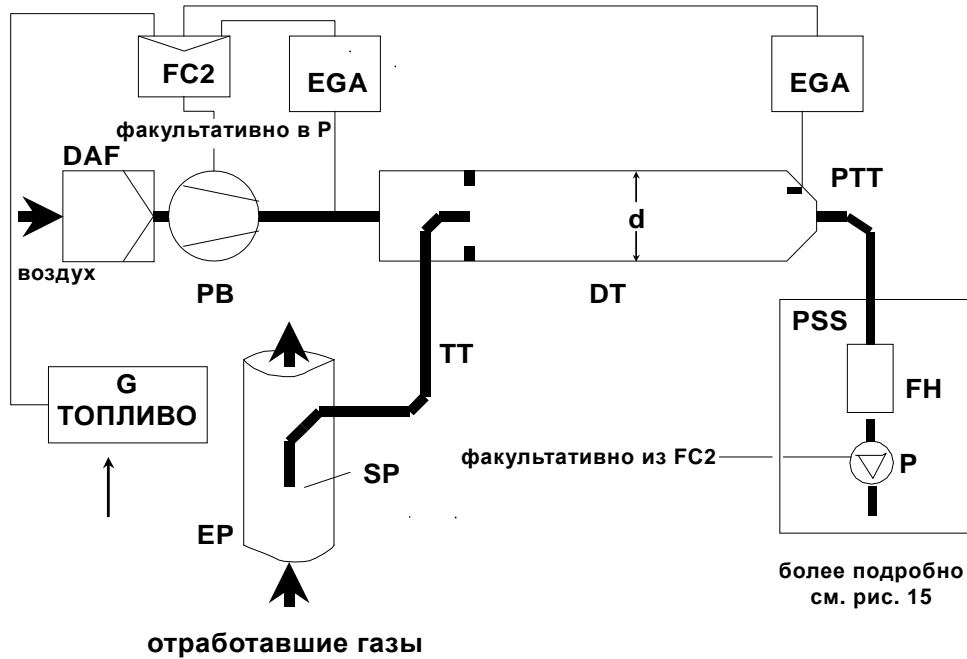 FC2
EGA
EGA
факультативно в P
DAF
PTT
d
воздух
PB
DT
PSS
TT
G
ТОПЛИВО
FH
факультативно из FC2
P
SP
EP
более подробно
см. рис. 15
отработавшие газы